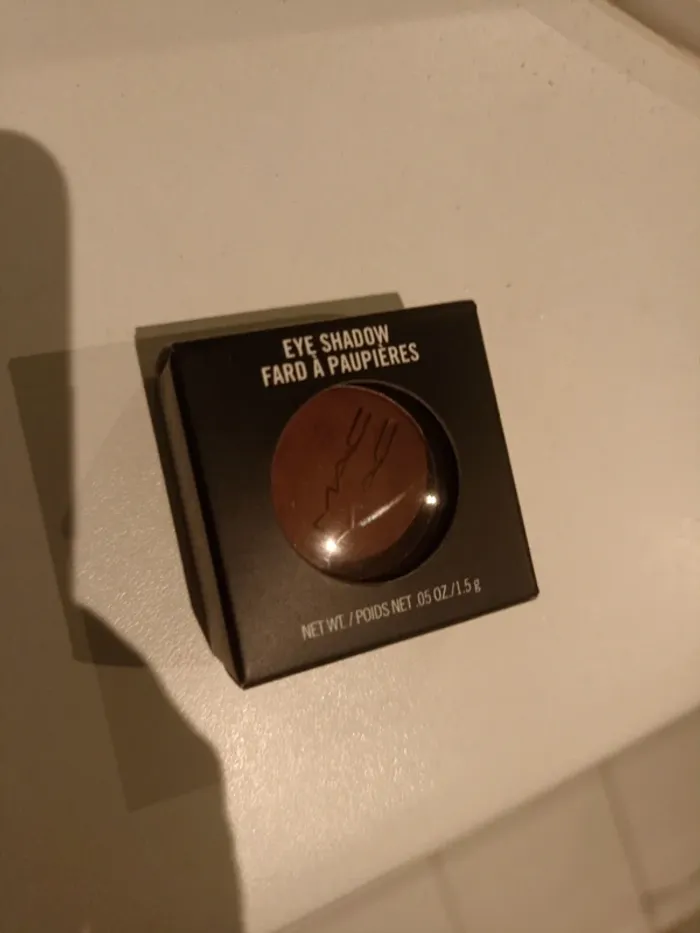 EYE SHADOW
FARD À PAUPIÈRES
NET WT. / POIDS NET .05 OZ./1.5 g